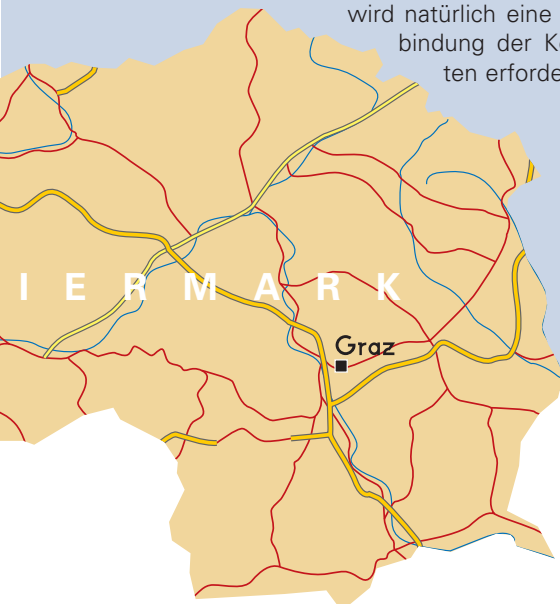 wird natürlich eine
bindung der K
ten erforde
I E R M A R K
Graz